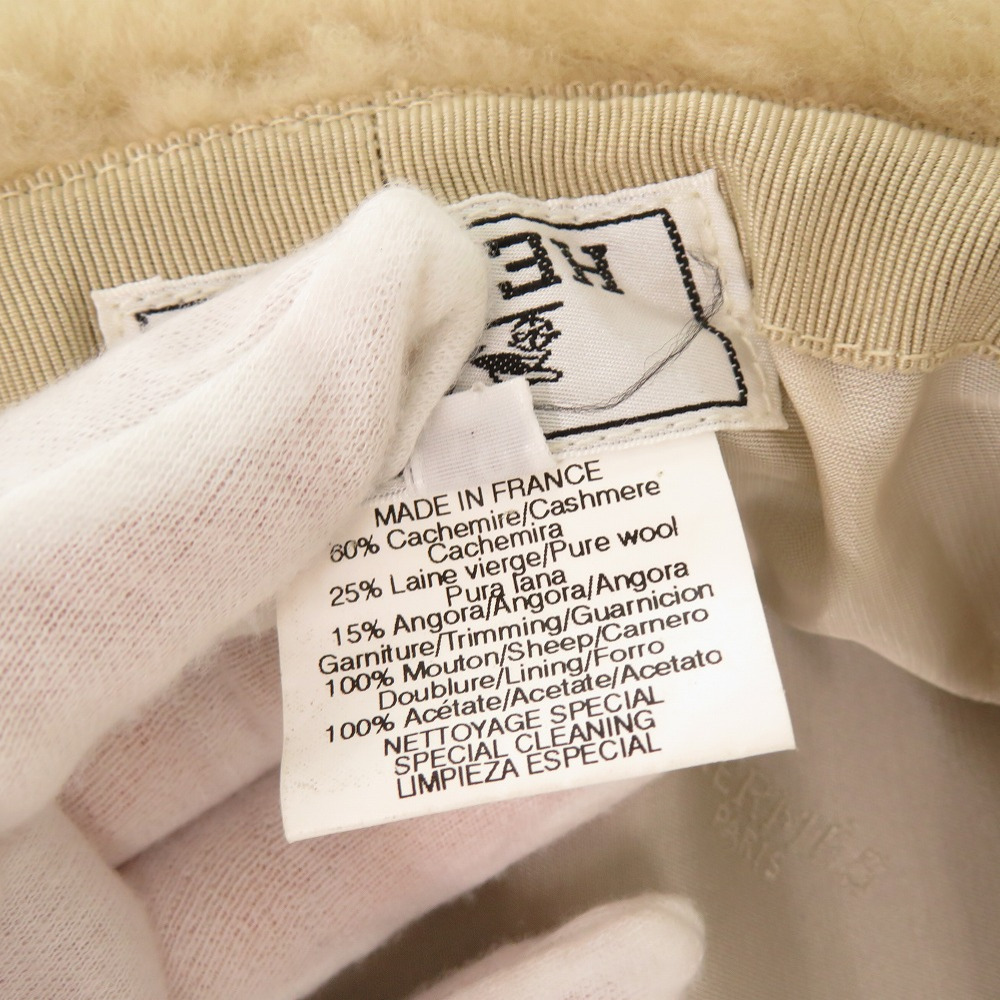 MADE IN FRANCE
60% Cachemire/Cashmere
Cachemira
25% Laine vierge/Pure wool
Pura lana
15% Angora/Angora/Angora
Garniture/Trimming/Guarnicion
100% Mouton/Sheep/Carnero
Doublure/Lining/Forro
100% Acétate/Acetate/Acetato
NETTOYAGE SPECIAL
SPECIAL CLEANING
LIMPIEZA ESPECIAL
HERMÈS
PARIS